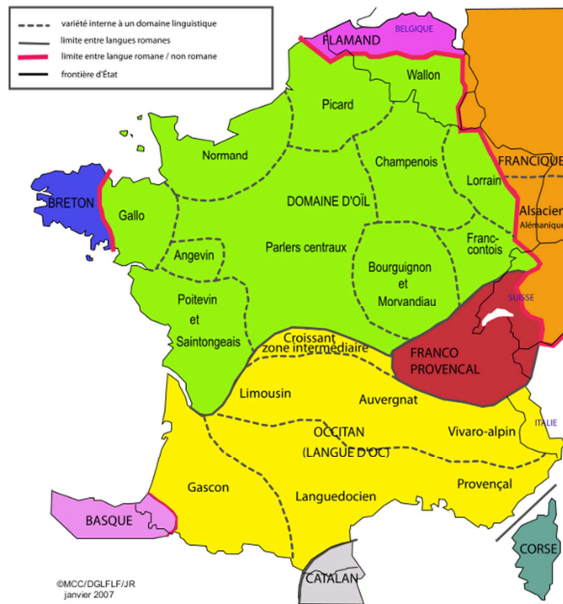 variété interne à un domaine linguistique
limite entre langues romanes
limite entre langue romane / non romane
frontière d'État
BELGIQUE
FLAMAND
Wallon
Picard
Normand
Champenois
FRANCIQUE
Lorrain
BRETON
Gallo
DOMAINE D'OÏL
Alsacien
Alémanique
Parlers centraux
Franc-
comtois
Angevin
Bourguignon
et
Morvandiau
Poitevin
et
Saintongeais
SUISSE
Croissant
zone intermédiaire
FRANCO
PROVENCAL
Limousin
Auvergnat
ITALIE
OCCITAN
(LANGUE D'OC)
Vivaro-alpin
Gascon
Languedocien
Provençal
BASQUE
CORSE
CATALAN
©MCC/DGLFLF/JR
janvier 2007